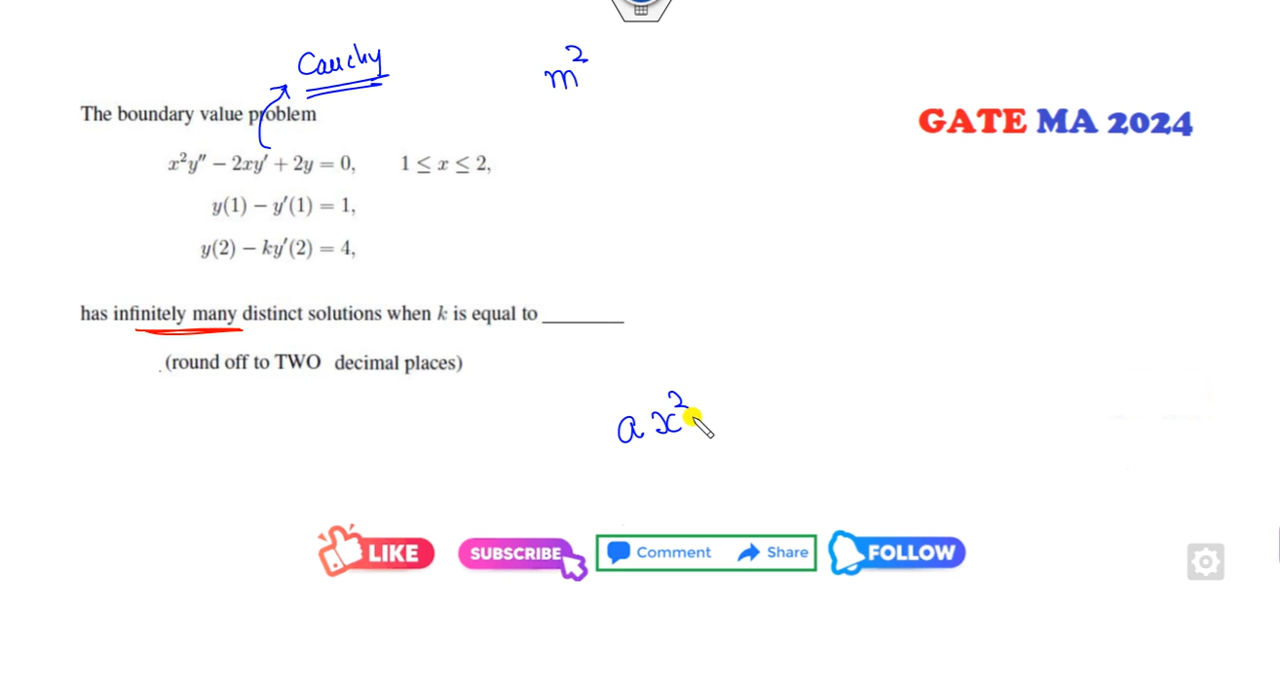 Cauchy
m²
The boundary value problem
GATE MA 2024
x²y″ − 2xy′ + 2y = 0, 1 ≤ x ≤ 2,
y(1) − y′(1) = 1,
y(2) − ky′(2) = 4,
has infinitely many distinct solutions when k is equal to ________
.(round off to TWO decimal places)
a x²
LIKE
SUBSCRIBE
Comment
Share
FOLLOW